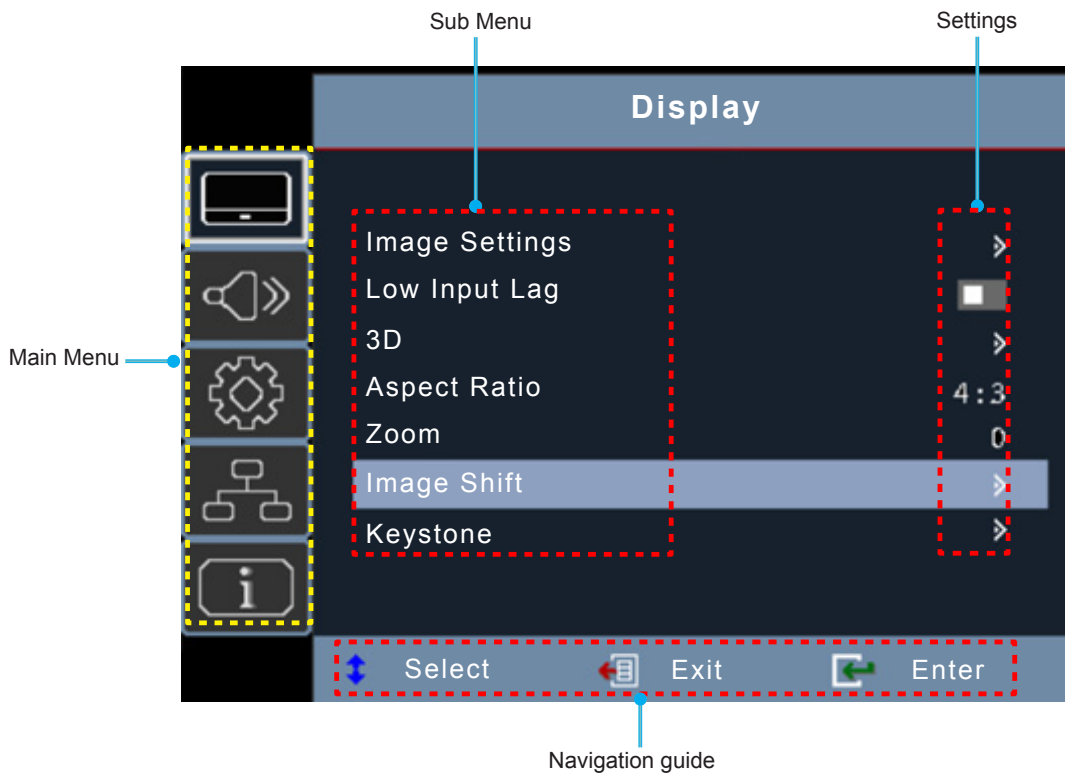 Sub Menu Settings
Display
Image Settings
Low Input Lag
3D
Main Menu
Aspect Ratio 4:3
Zoom 0
Image Shift
Keystone
i
Select Exit Enter
Navigation guide